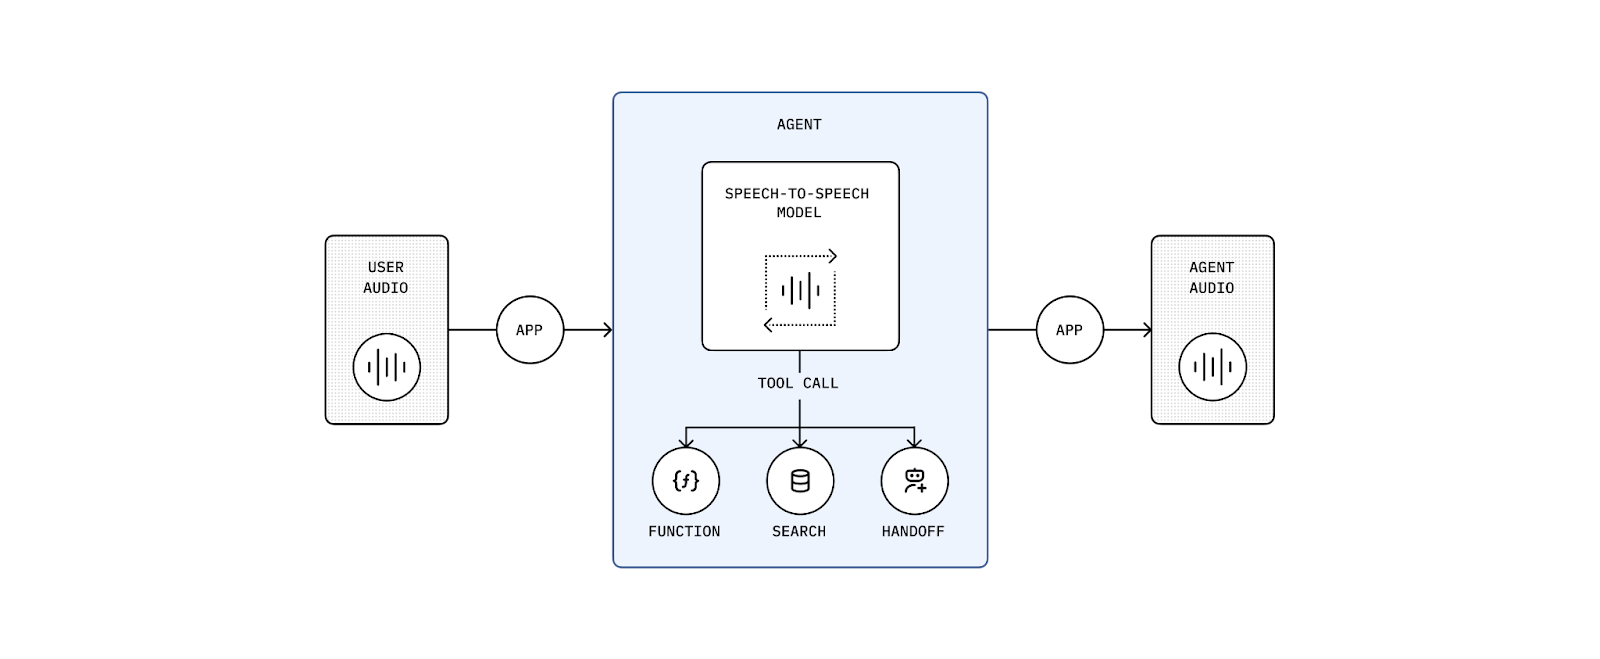 AGENT
SPEECH-TO-SPEECH
MODEL
USER
AUDIO
APP
APP
AGENT
AUDIO
TOOL CALL
{f}
FUNCTION
SEARCH
HANDOFF